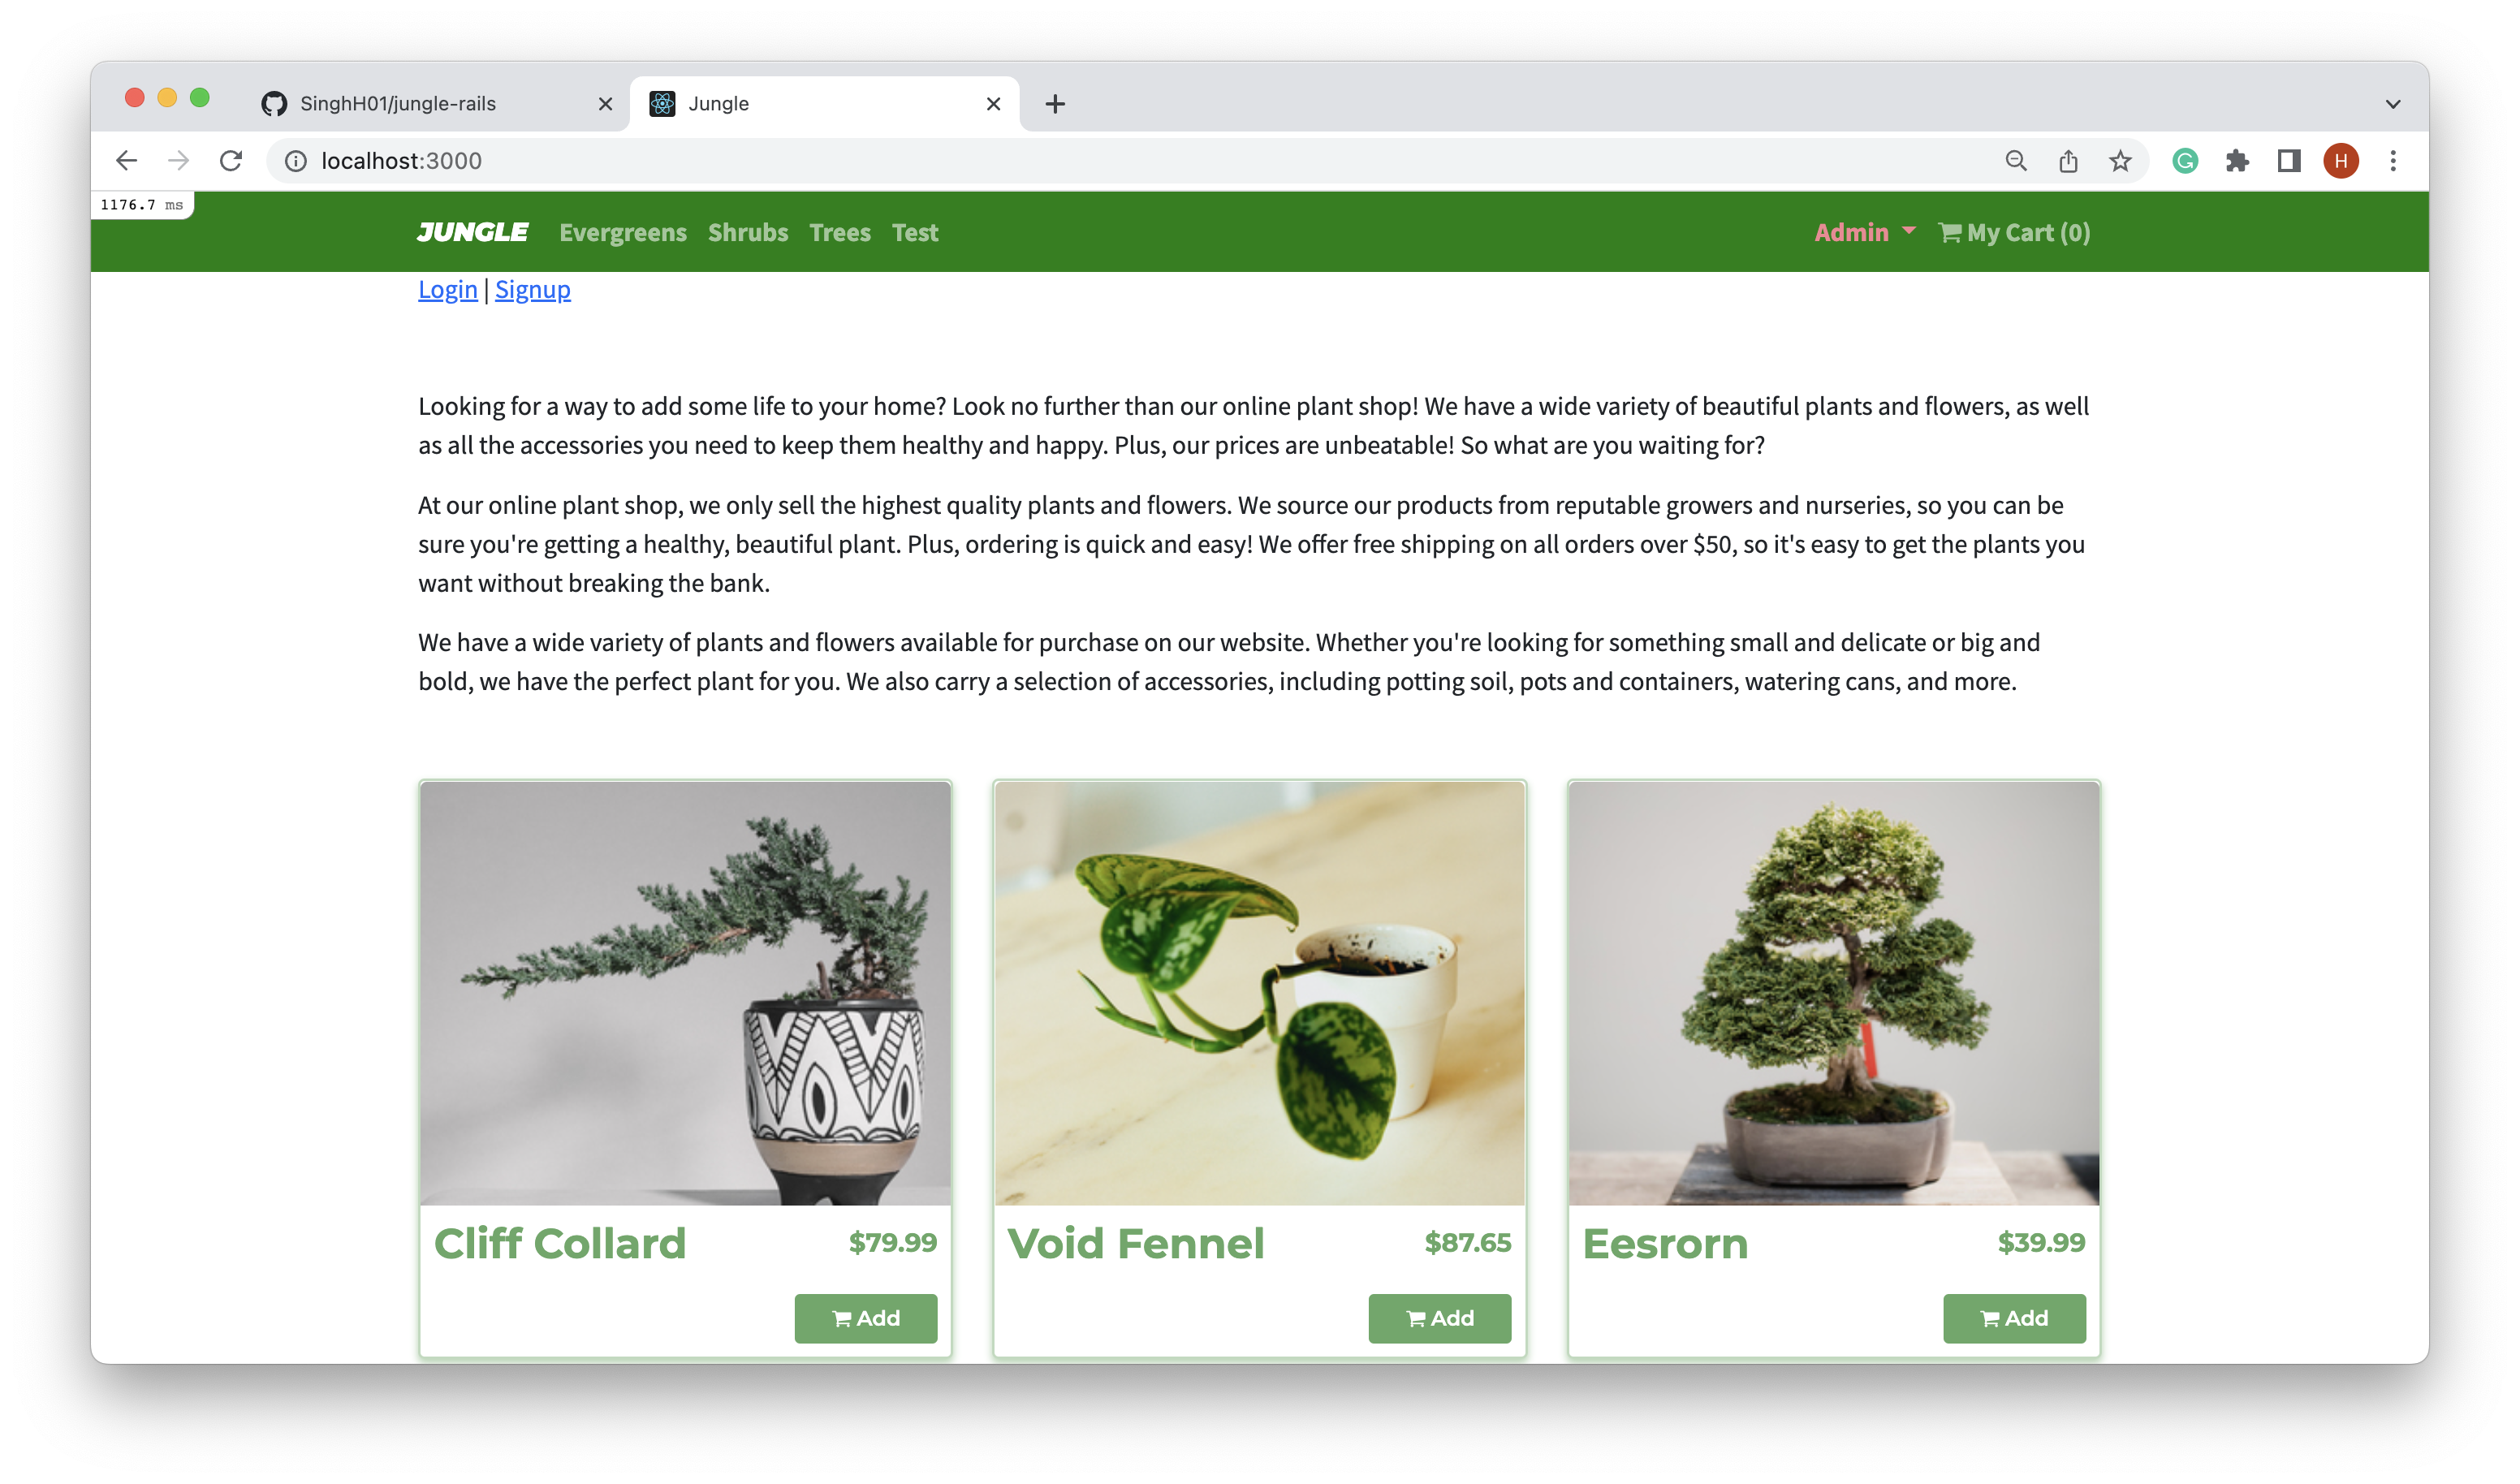 SinghH01/jungle-rails
Jungle
localhost:3000
H
1176.7 ms
JUNGLE Evergreens Shrubs Trees Test Admin My Cart (0)
Login | Signup
Looking for a way to add some life to your home? Look no further than our online plant shop! We have a wide variety of beautiful plants and flowers, as well
as all the accessories you need to keep them healthy and happy. Plus, our prices are unbeatable! So what are you waiting for?
At our online plant shop, we only sell the highest quality plants and flowers. We source our products from reputable growers and nurseries, so you can be
sure you're getting a healthy, beautiful plant. Plus, ordering is quick and easy! We offer free shipping on all orders over $50, so it's easy to get the plants you
want without breaking the bank.
We have a wide variety of plants and flowers available for purchase on our website. Whether you're looking for something small and delicate or big and
bold, we have the perfect plant for you. We also carry a selection of accessories, including potting soil, pots and containers, watering cans, and more.
Cliff Collard $79.99
Add
Void Fennel $87.65
Add
Eesrorn $39.99
Add